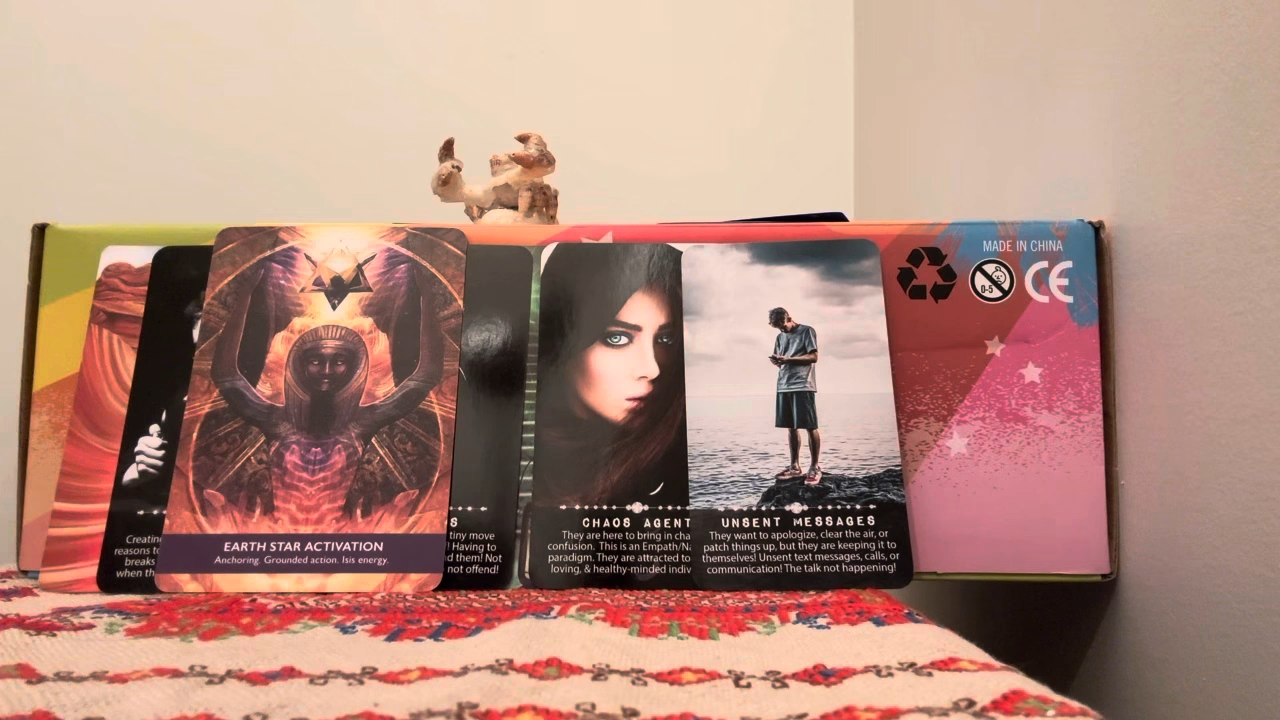 MADE IN CHINA
0-5
CE
EARTH STAR ACTIVATION
Anchoring. Grounded action. Isis energy.
Creatin
reasons to
breaks
when th
S
tiny move
! Having to
d them! Not
not offend!
CHAOS AGENT
They are here to bring in cha
confusion. This is an Empath/Na
paradigm. They are attracted to
loving, & healthy-minded indiv
UNSENT MESSAGES
They want to apologize, clear the air, or
patch things up, but they are keeping it to
themselves! Unsent text messages, calls, or
communication! The talk not happening!